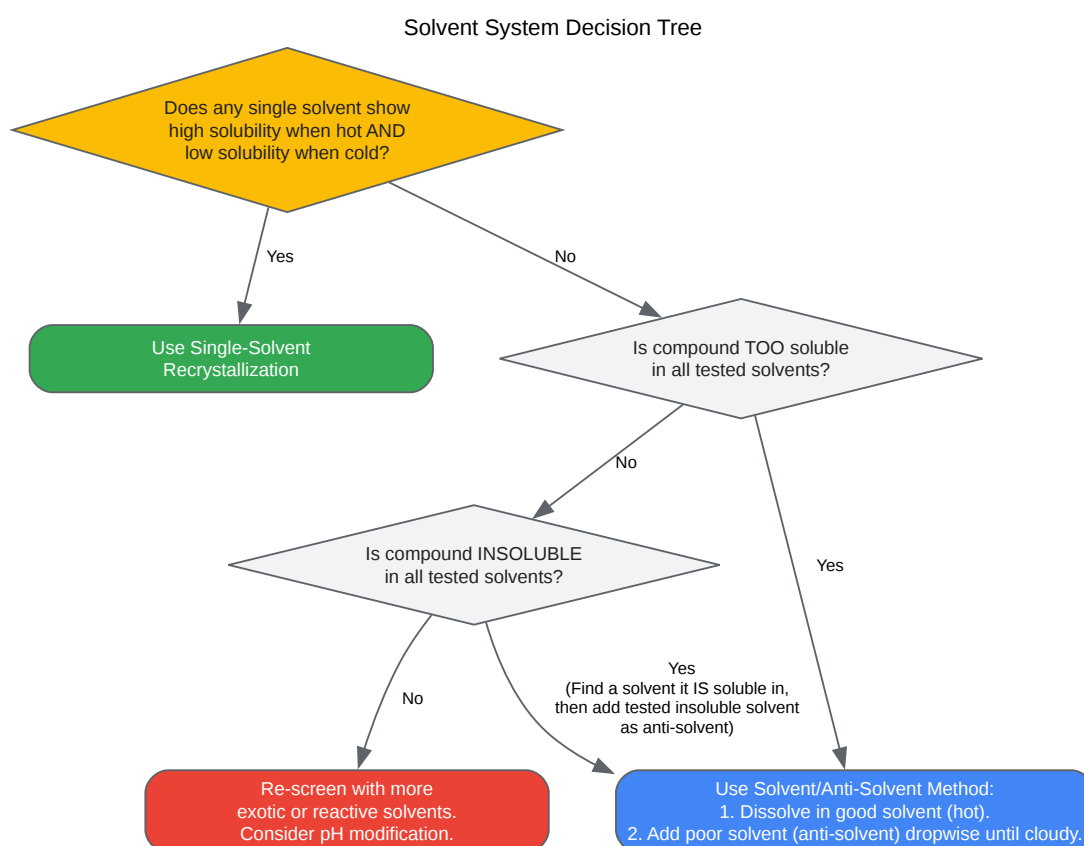 Solvent System Decision Tree
Does any single solvent show
high solubility when hot AND
low solubility when cold?
Yes
No
Use Single-Solvent
Recrystallization
Is compound TOO soluble
in all tested solvents?
No
Yes
Is compound INSOLUBLE
in all tested solvents?
No
Yes
(Find a solvent it IS soluble in,
then add tested insoluble solvent
as anti-solvent)
Re-screen with more
exotic or reactive solvents.
Consider pH modification.
Use Solvent/Anti-Solvent Method:
1. Dissolve in good solvent (hot).
2. Add poor solvent (anti-solvent) dropwise until cloudy.